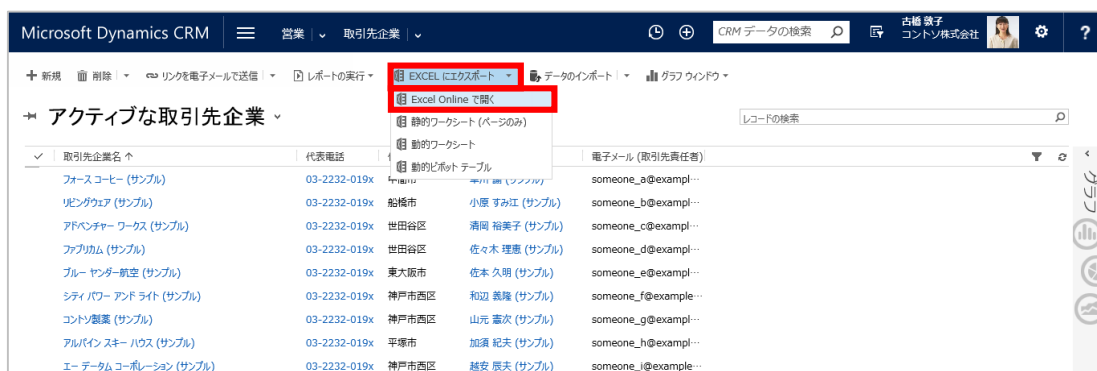 Microsoft Dynamics CRM 営業 取引先企業 CRM データの検索 古橋 敦子 コントソ株式会社 ?
新規 削除 リンクを電子メールで送信 レポートの実行 EXCEL にエクスポート データのインポート グラフ ウィンドウ
Excel Online で開く
アクティブな取引先企業 レコードの検索
静的ワークシート (ページのみ)
動的ワークシート
動的ピボット テーブル
取引先企業名 代表電話 電子メール (取引先責任者)
フォース コーヒー (サンプル) 03-2232-019x someone_a@exampl…
リビングウェア (サンプル) 03-2232-019x 船橋市 小原 すみ江 (サンプル) someone_b@exampl…
アドベンチャー ワークス (サンプル) 03-2232-019x 世田谷区 清岡 裕美子 (サンプル) someone_c@exampl…
ファブリカム (サンプル) 03-2232-019x 世田谷区 佐々木 理恵 (サンプル) someone_d@exampl…
ブルー ヤンダー航空 (サンプル) 03-2232-019x 東大阪市 佐本 久明 (サンプル) someone_e@exampl…
シティ パワー アンド ライト (サンプル) 03-2232-019x 神戸市西区 和辺 義隆 (サンプル) someone_f@example…
コントソ製薬 (サンプル) 03-2232-019x 神戸市西区 山元 憲次 (サンプル) someone_g@exampl…
アルパイン スキー ハウス (サンプル) 03-2232-019x 平塚市 加須 紀夫 (サンプル) someone_h@exampl…
エー データム コーポレーション (サンプル) 03-2232-019x 神戸市西区 越安 辰夫 (サンプル) someone_i@example…
グラフ